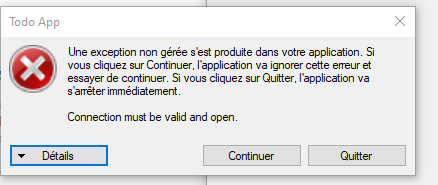 Todo App
Une exception non gérée s'est produite dans votre application. Si
vous cliquez sur Continuer, l'application va ignorer cette erreur et
essayer de continuer. Si vous cliquez sur Quitter, l'application va
s'arrêter immédiatement.
Connection must be valid and open.
Détails
Continuer
Quitter